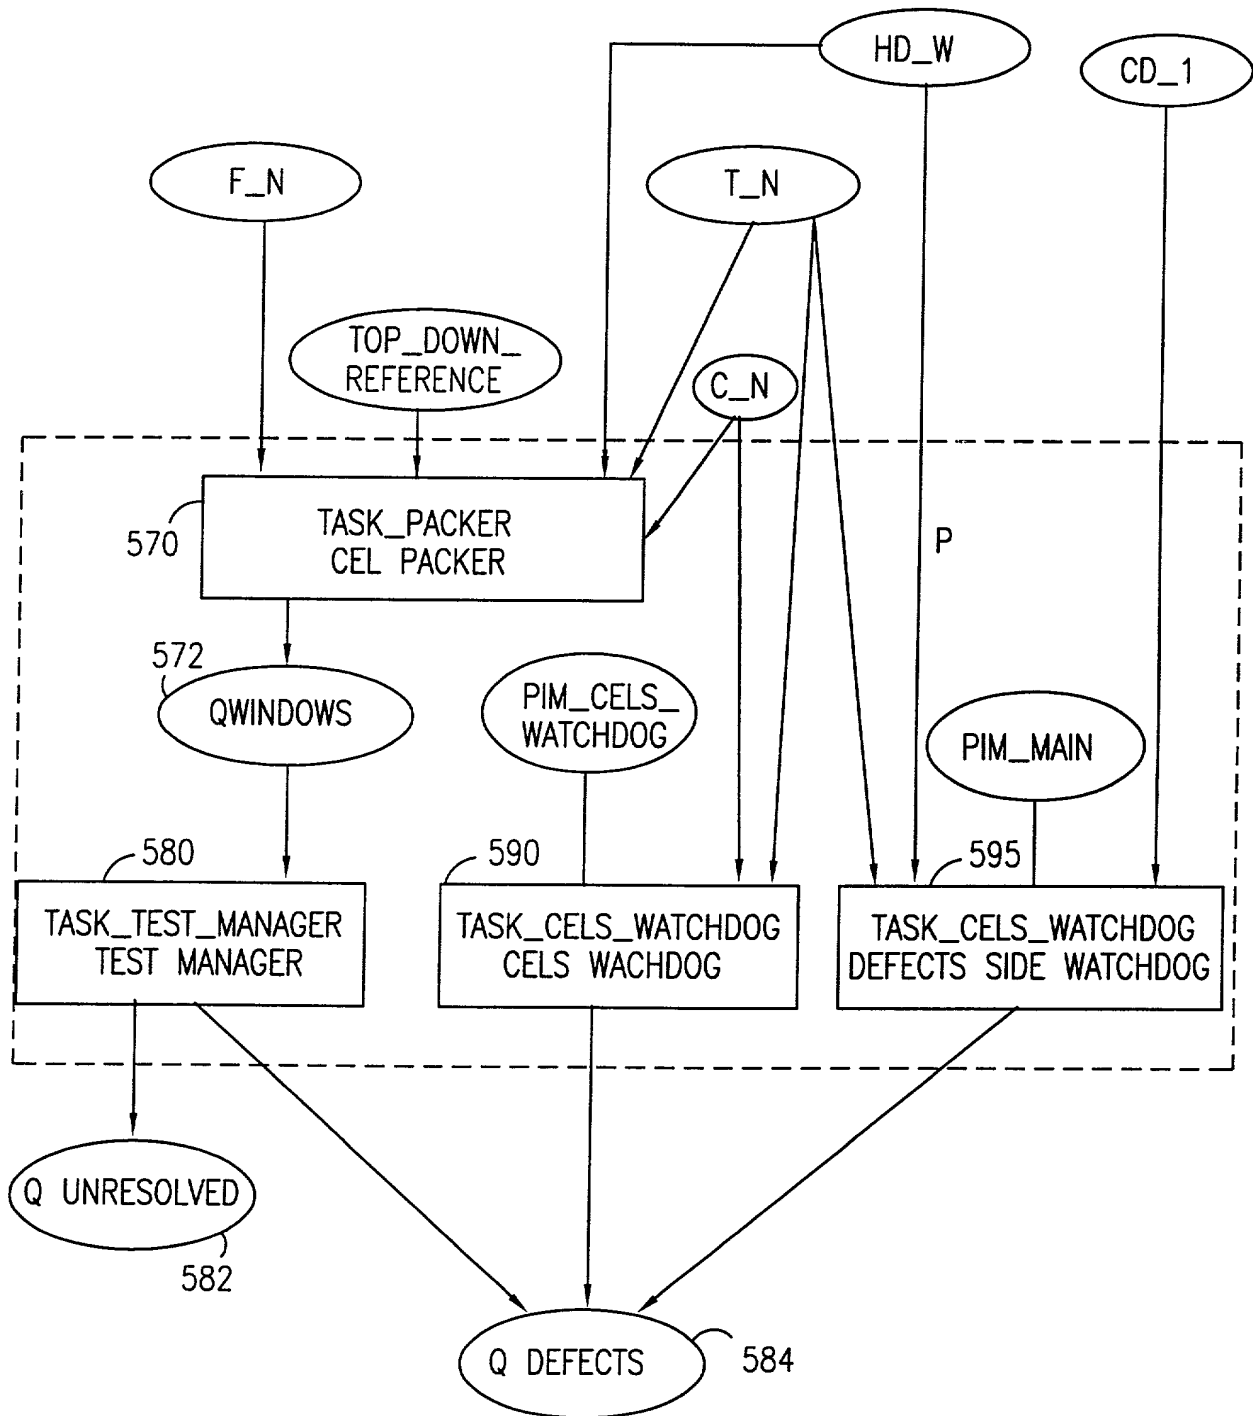 HD_W
CD_1
F_N
T_N
TOP_DOWN_
REFERENCE
C_N
570
TASK_PACKER
CEL PACKER
P
572
QWINDOWS
PIM_CELS_
WATCHDOG
PIM_MAIN
580
590
595
TASK_TEST_MANAGER
TEST MANAGER
TASK_CELS_WATCHDOG
CELS WACHDOG
TASK_CELS_WATCHDOG
DEFECTS SIDE WATCHDOG
Q UNRESOLVED
582
Q DEFECTS
584